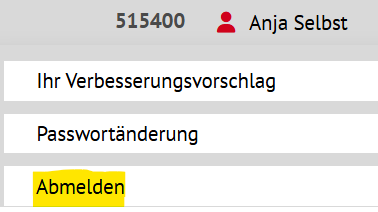 515400 Anja Selbst
Ihr Verbesserungsvorschlag
Passwortänderung
Abmelden